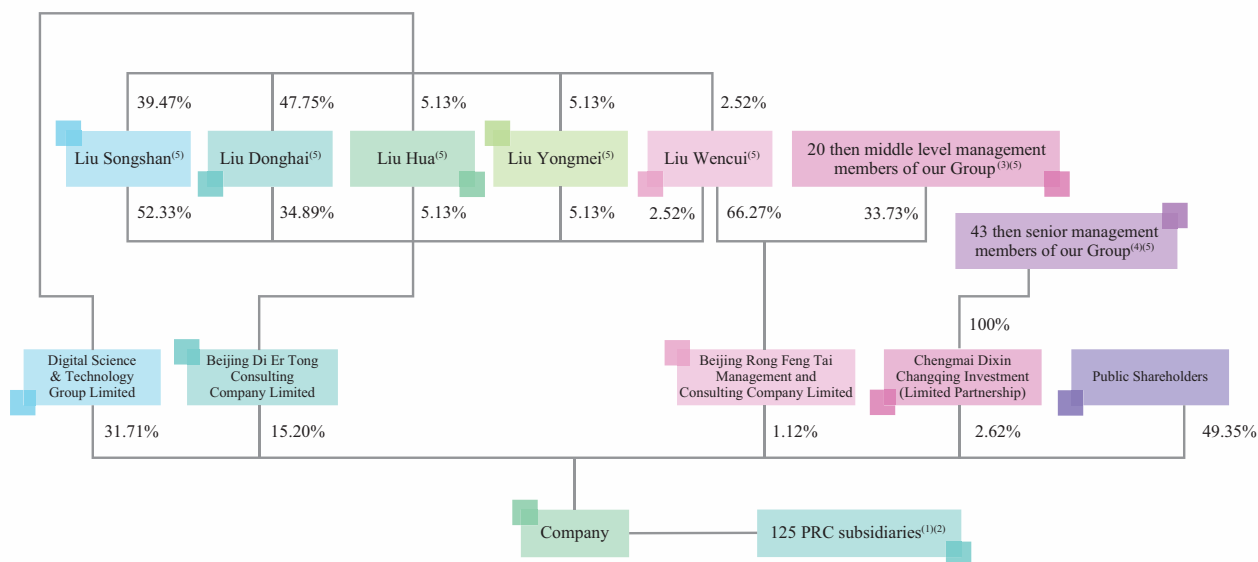 39.47%
47.75%
5.13%
5.13%
2.52%
Liu Songshan(5)
Liu Donghai(5)
Liu Hua(5)
Liu Yongmei(5)
Liu Wencui(5)
20 then middle level management
members of our Group(3)(5)
52.33%
34.89%
5.13%
5.13%
2.52%
66.27%
33.73%
43 then senior management
members of our Group(4)(5)
100%
Digital Science
& Technology
Group Limited
Beijing Di Er Tong
Consulting
Company Limited
Beijing Rong Feng Tai
Management and
Consulting Company Limited
Chengmai Dixin
Changqing Investment
(Limited Partnership)
Public Shareholders
31.71%
15.20%
1.12%
2.62%
49.35%
Company
125 PRC subsidiaries(1)(2)